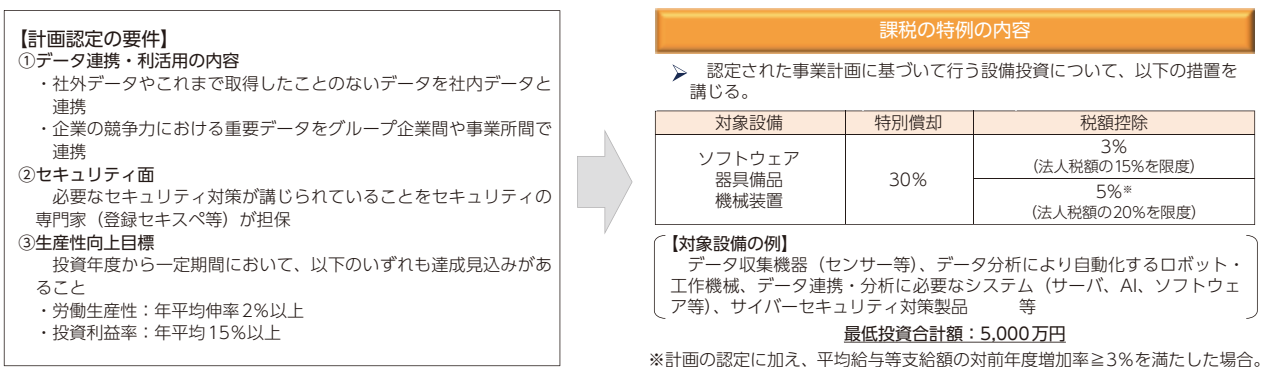 【計画認定の要件】
①データ連携・利活用の内容
・社外データやこれまで取得したことのないデータを社内データと
連携
・企業の競争力における重要データをグループ企業間や事業所間で
連携
②セキュリティ面
必要なセキュリティ対策が講じられていることをセキュリティの
専門家（登録セキスペ等）が担保
③生産性向上目標
投資年度から一定期間において、以下のいずれも達成見込みがあ
ること
・労働生産性：年平均伸率2％以上
・投資利益率：年平均15％以上
課税の特例の内容
➢ 認定された事業計画に基づいて行う設備投資について、以下の措置を
講じる。
対象設備 特別償却 税額控除
ソフトウェア
器具備品
機械装置
30％
3％
（法人税額の15％を限度）
5％※
（法人税額の20％を限度）
【対象設備の例】
データ収集機器（センサー等）、データ分析により自動化するロボット・
工作機械、データ連携・分析に必要なシステム（サーバ、AI、ソフトウェ
ア等）、サイバーセキュリティ対策製品 等
最低投資合計額：5,000万円
※計画の認定に加え、平均給与等支給額の対前年度増加率≧3％を満たした場合。